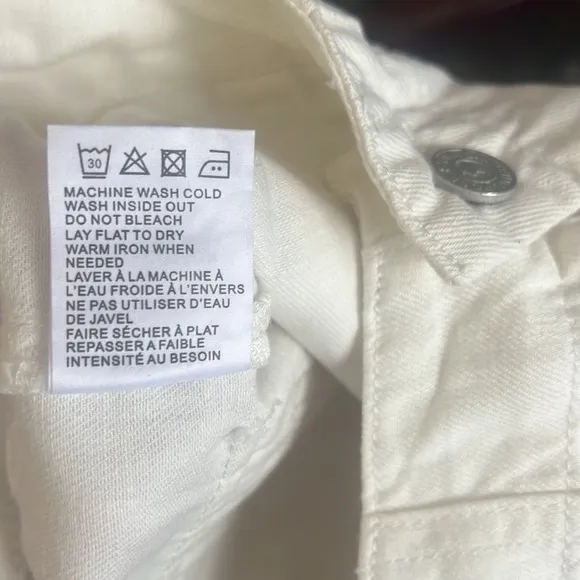 30
MACHINE WASH COLD
WASH INSIDE OUT
DO NOT BLEACH
LAY FLAT TO DRY
WARM IRON WHEN
NEEDED
LAVER À LA MACHINE À
L'EAU FROIDE À L'ENVERS
NE PAS UTILISER D'EAU
DE JAVEL
FAIRE SÉCHER À PLAT
REPASSER A FAIBLE
INTENSITÉ AU BESOIN